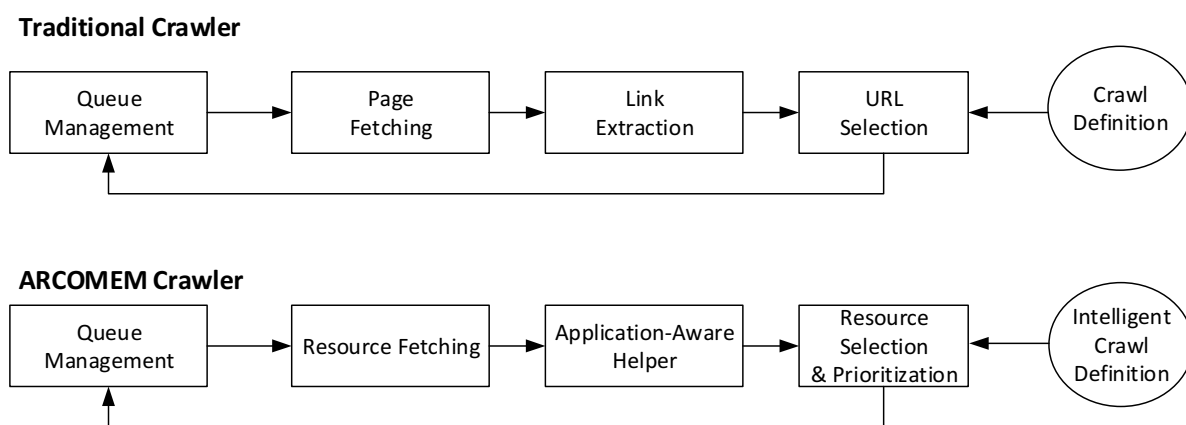 Traditional Crawler
Queue
Management
Page
Fetching
Link
Extraction
URL
Selection
Crawl
Definition
ARCOMEM Crawler
Queue
Management
Resource Fetching
Application-Aware
Helper
Resource
Selection
& Prioritization
Intelligent
Crawl
Definition